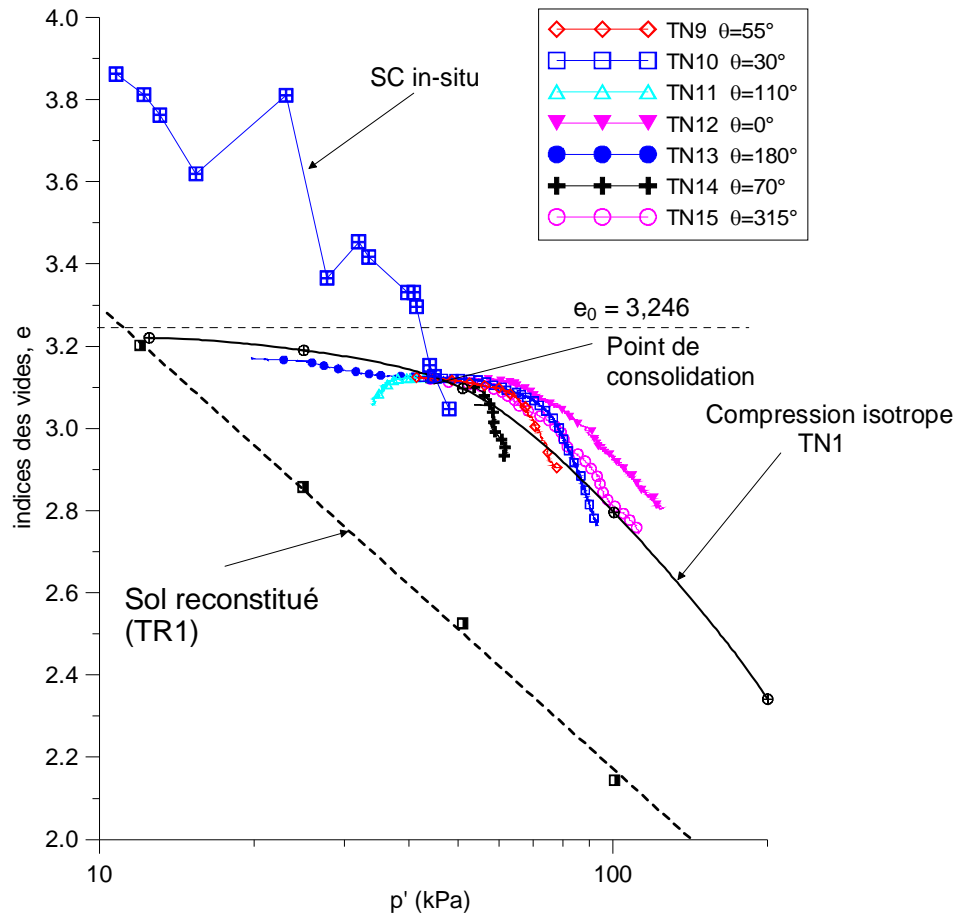 4.0
3.8
3.6
3.4
3.2
3.0
2.8
2.6
2.4
2.2
2.0
indices des vides, e
10
100
p' (kPa)
SC in-situ
TN9 θ=55°
TN10 θ=30°
TN11 θ=110°
TN12 θ=0°
TN13 θ=180°
TN14 θ=70°
TN15 θ=315°
e0 = 3,246
Point de
consolidation
Compression isotrope
TN1
Sol reconstitué
(TR1)